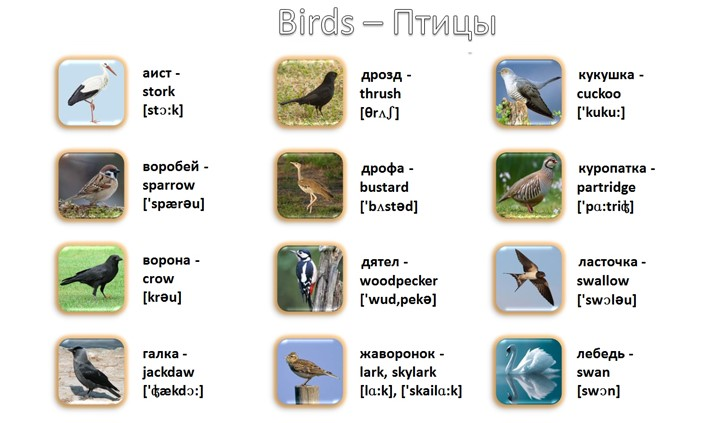 Birds – Птицы
аист -
stork
[stɔ:k]
дрозд -
thrush
[θrʌʃ]
кукушка -
cuckoo
['kuku:]
воробей -
sparrow
['spærəu]
дрофа -
bustard
['bʌstəd]
куропатка -
partridge
['pɑ:triʤ]
ворона -
crow
[krəu]
дятел -
woodpecker
['wud,pekə]
ласточка -
swallow
['swɔləu]
галка -
jackdaw
['ʤækdɔ:]
жаворонок -
lark, skylark
[lɑ:k], ['skailɑ:k]
лебедь -
swan
[swɔn]